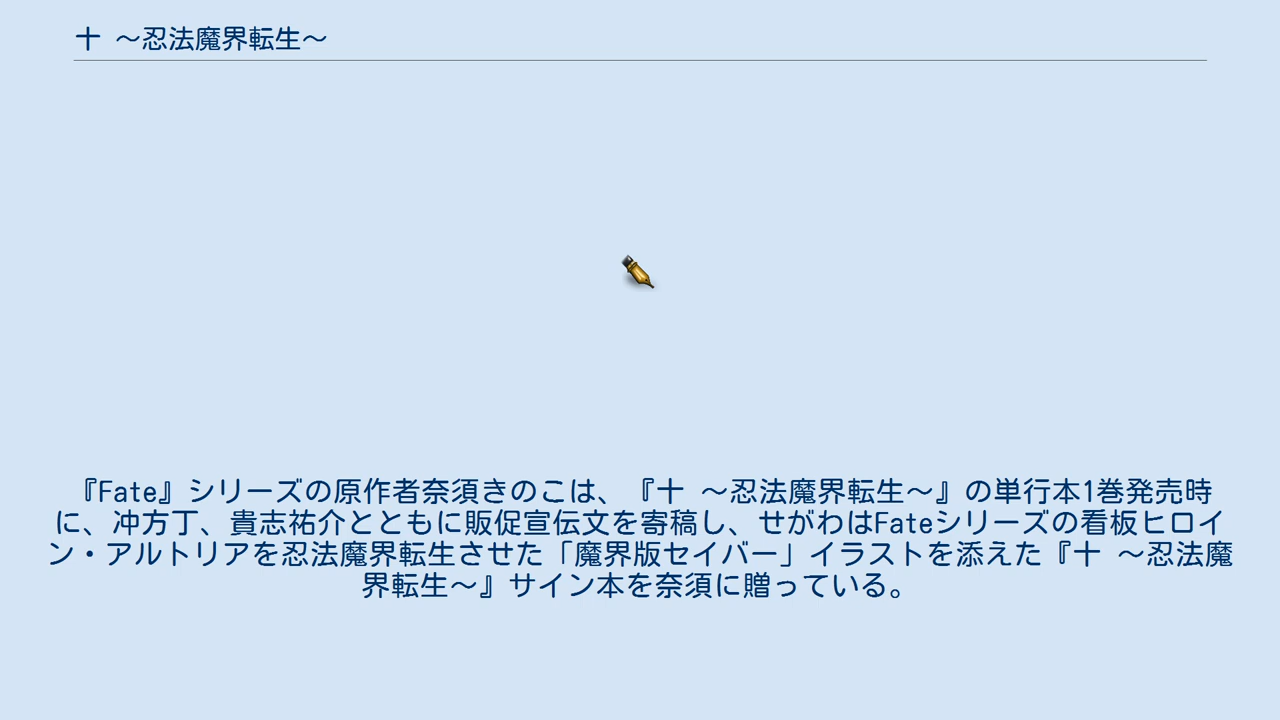 十 〜忍法魔界転生〜
『Fate』シリーズの原作者奈須きのこは、『十 〜忍法魔界転生〜』の単行本1巻発売時
に、冲方丁、貴志祐介とともに販促宣伝文を寄稿し、せがわはFateシリーズの看板ヒロイ
ン・アルトリアを忍法魔界転生させた「魔界版セイバー」イラストを添えた『十 〜忍法魔
界転生〜』サイン本を奈須に贈っている。